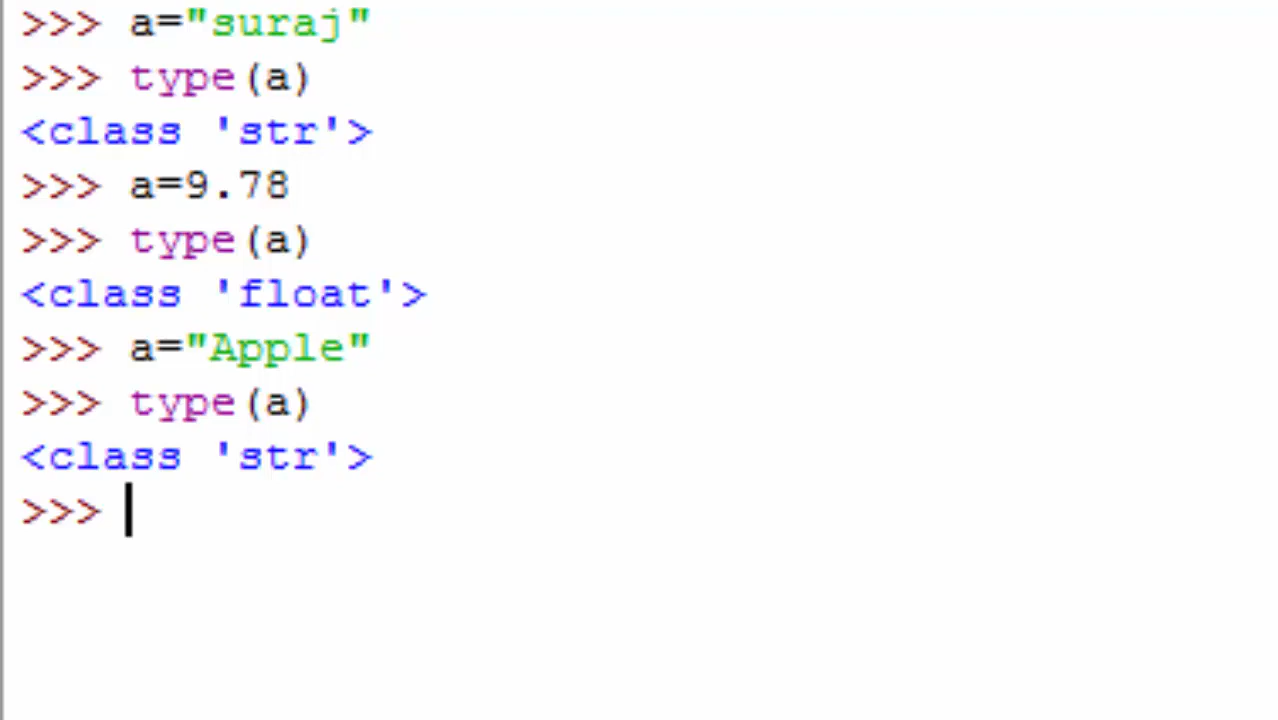 >>> a="suraj"
>>> type(a)
<class 'str'>
>>> a=9.78
>>> type(a)
<class 'float'>
>>> a="Apple"
>>> type(a)
<class 'str'>
>>>